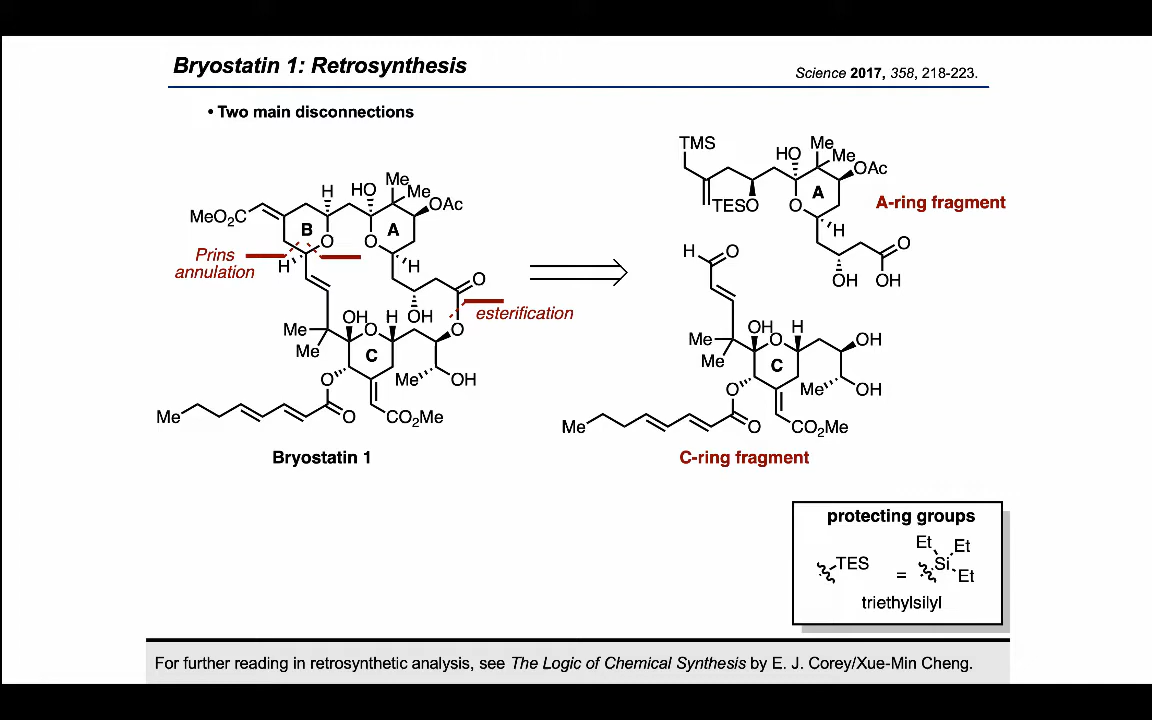 Bryostatin 1: Retrosynthesis
Science 2017, 358, 218-223.
• Two main disconnections
TMS
HO
Me
Me
OAc
A
TESO
O
H
A-ring fragment
O
OH
OH
H
HO
Me
Me
OAc
MeO2C
B
A
O
O
H
H
Prins
annulation
O
OH
O
esterification
Me
Me
OH
O
H
C
O
Me
OH
Me
O
CO2Me
Bryostatin 1
H
O
Me
Me
OH
O
H
OH
C
O
Me
OH
Me
O
CO2Me
C-ring fragment
protecting groups
TES
=
Et
Et
Si
Et
triethylsilyl
For further reading in retrosynthetic analysis, see The Logic of Chemical Synthesis by E. J. Corey/Xue-Min Cheng.